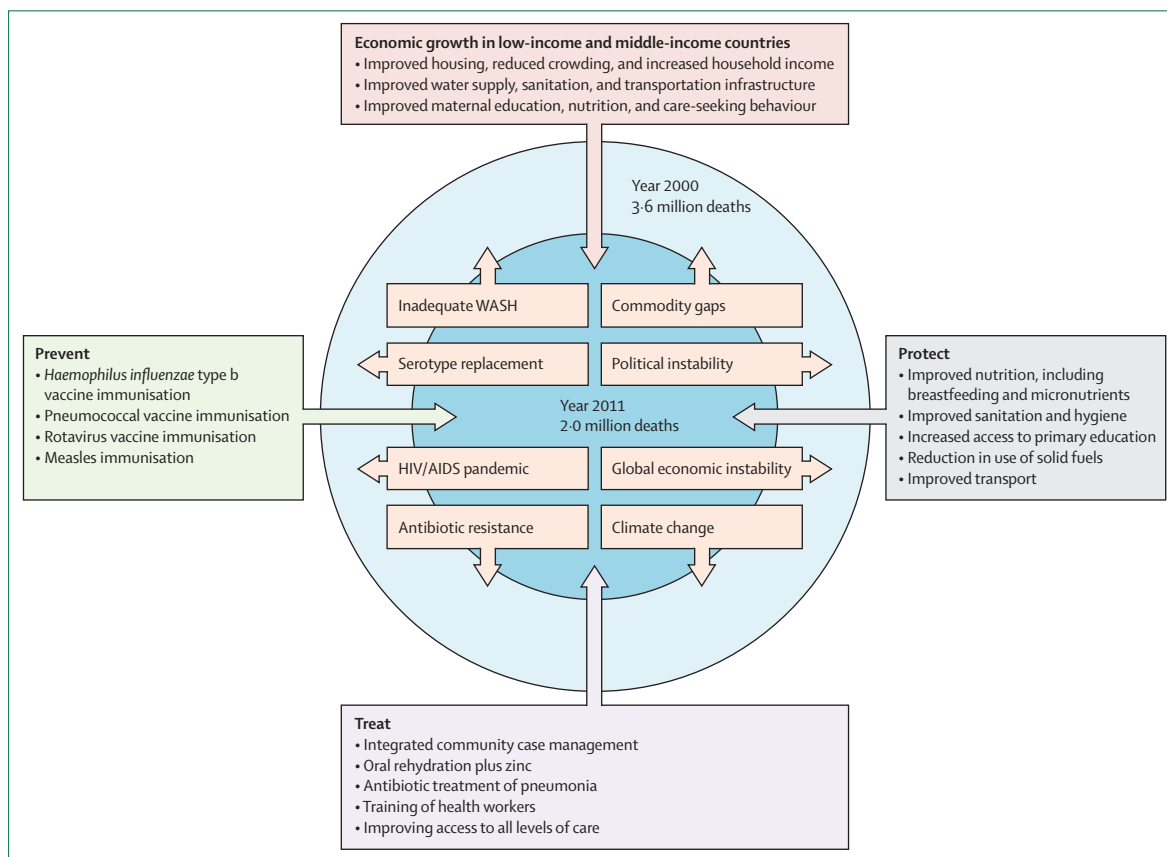 Economic growth in low-income and middle-income countries
• Improved housing, reduced crowding, and increased household income
• Improved water supply, sanitation, and transportation infrastructure
• Improved maternal education, nutrition, and care-seeking behaviour
Year 2000
3·6 million deaths
Inadequate WASH
Commodity gaps
Serotype replacement
Political instability
Prevent
• Haemophilus influenzae type b
vaccine immunisation
• Pneumococcal vaccine immunisation
• Rotavirus vaccine immunisation
• Measles immunisation
Year 2011
2·0 million deaths
Protect
• Improved nutrition, including
breastfeeding and micronutrients
• Improved sanitation and hygiene
• Increased access to primary education
• Reduction in use of solid fuels
• Improved transport
HIV/AIDS pandemic
Global economic instability
Antibiotic resistance
Climate change
Treat
• Integrated community case management
• Oral rehydration plus zinc
• Antibiotic treatment of pneumonia
• Training of health workers
• Improving access to all levels of care